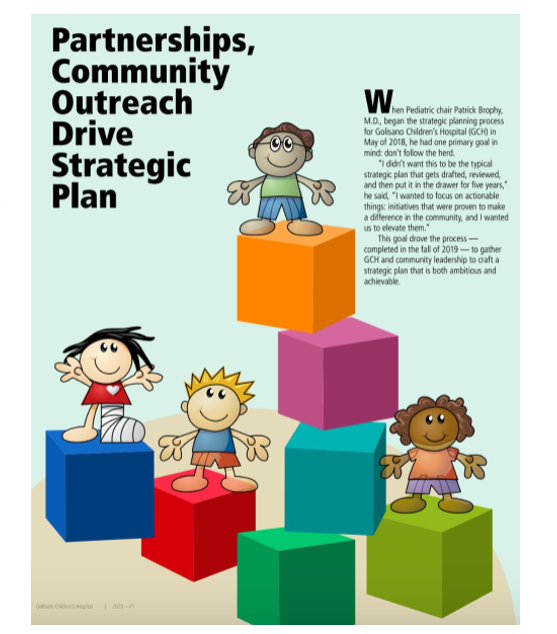 Partnerships,
Community
Outreach
Drive
Strategic
Plan
When Pediatric chair Patrick Brophy,
M.D., began the strategic planning process
for Golisano Children's Hospital (GCH) in
May of 2018, he had one primary goal in
mind: don't follow the herd.
"I didn't want this to be the typical
strategic plan that gets drafted, reviewed,
and then put it in the drawer for five years,"
he said, "I wanted to focus on actionable
things: initiatives that were proven to make
a difference in the community, and I wanted
us to elevate them."
This goal drove the process —
completed in the fall of 2019 — to gather
GCH and community leadership to craft a
strategic plan that is both ambitious and
achievable.
Golisano Children's Hospital | 2020 – V1